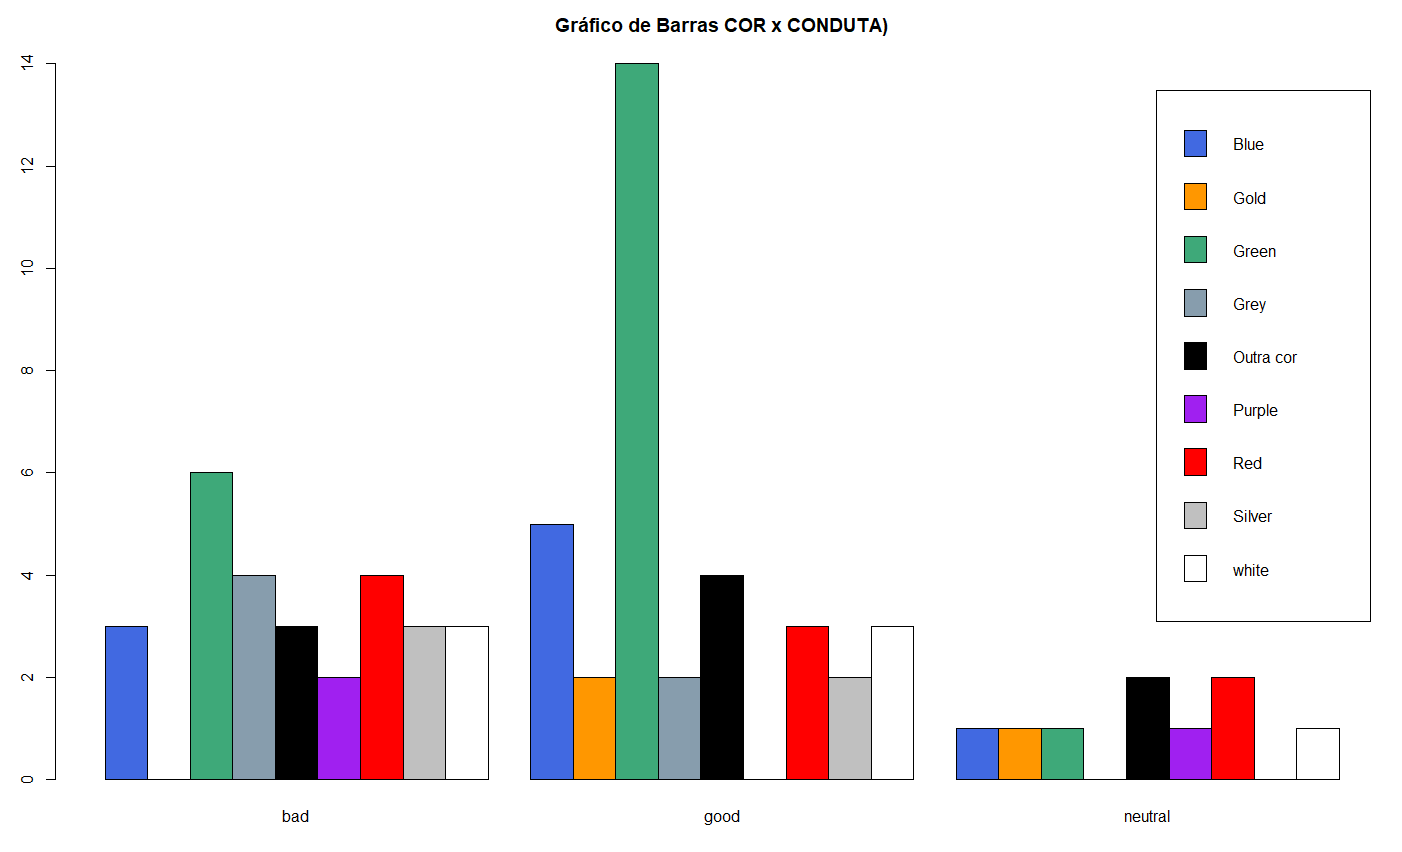 Gráfico de Barras COR x CONDUTA)
14
12
10
8
6
4
2
0
Blue
Gold
Green
Grey
Outra cor
Purple
Red
Silver
white
bad good neutral